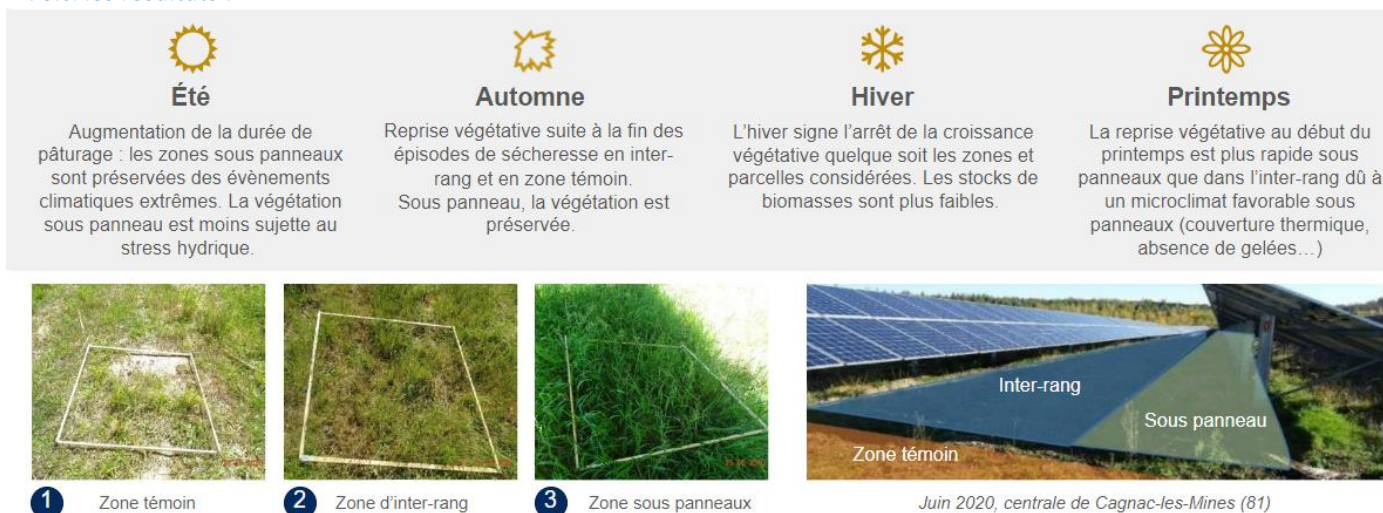 Été
Augmentation de la durée de
pâturage : les zones sous panneaux
sont préservées des évènements
climatiques extrêmes. La végétation
sous panneau est moins sujette au
stress hydrique.
Automne
Reprise végétative suite à la fin des
épisodes de sécheresse en inter-
rang et en zone témoin.
Sous panneau, la végétation est
préservée.
Hiver
L'hiver signe l'arrêt de la croissance
végétative quelque soit les zones et
parcelles considérées. Les stocks de
biomasses sont plus faibles.
Printemps
La reprise végétative au début du
printemps est plus rapide sous
panneaux que dans l'inter-rang dû à
un microclimat favorable sous
panneaux (couverture thermique,
absence de gelées…)
Inter-rang
Sous panneau
Zone témoin
1 Zone témoin
2 Zone d'inter-rang
3 Zone sous panneaux
Juin 2020, centrale de Cagnac-les-Mines (81)